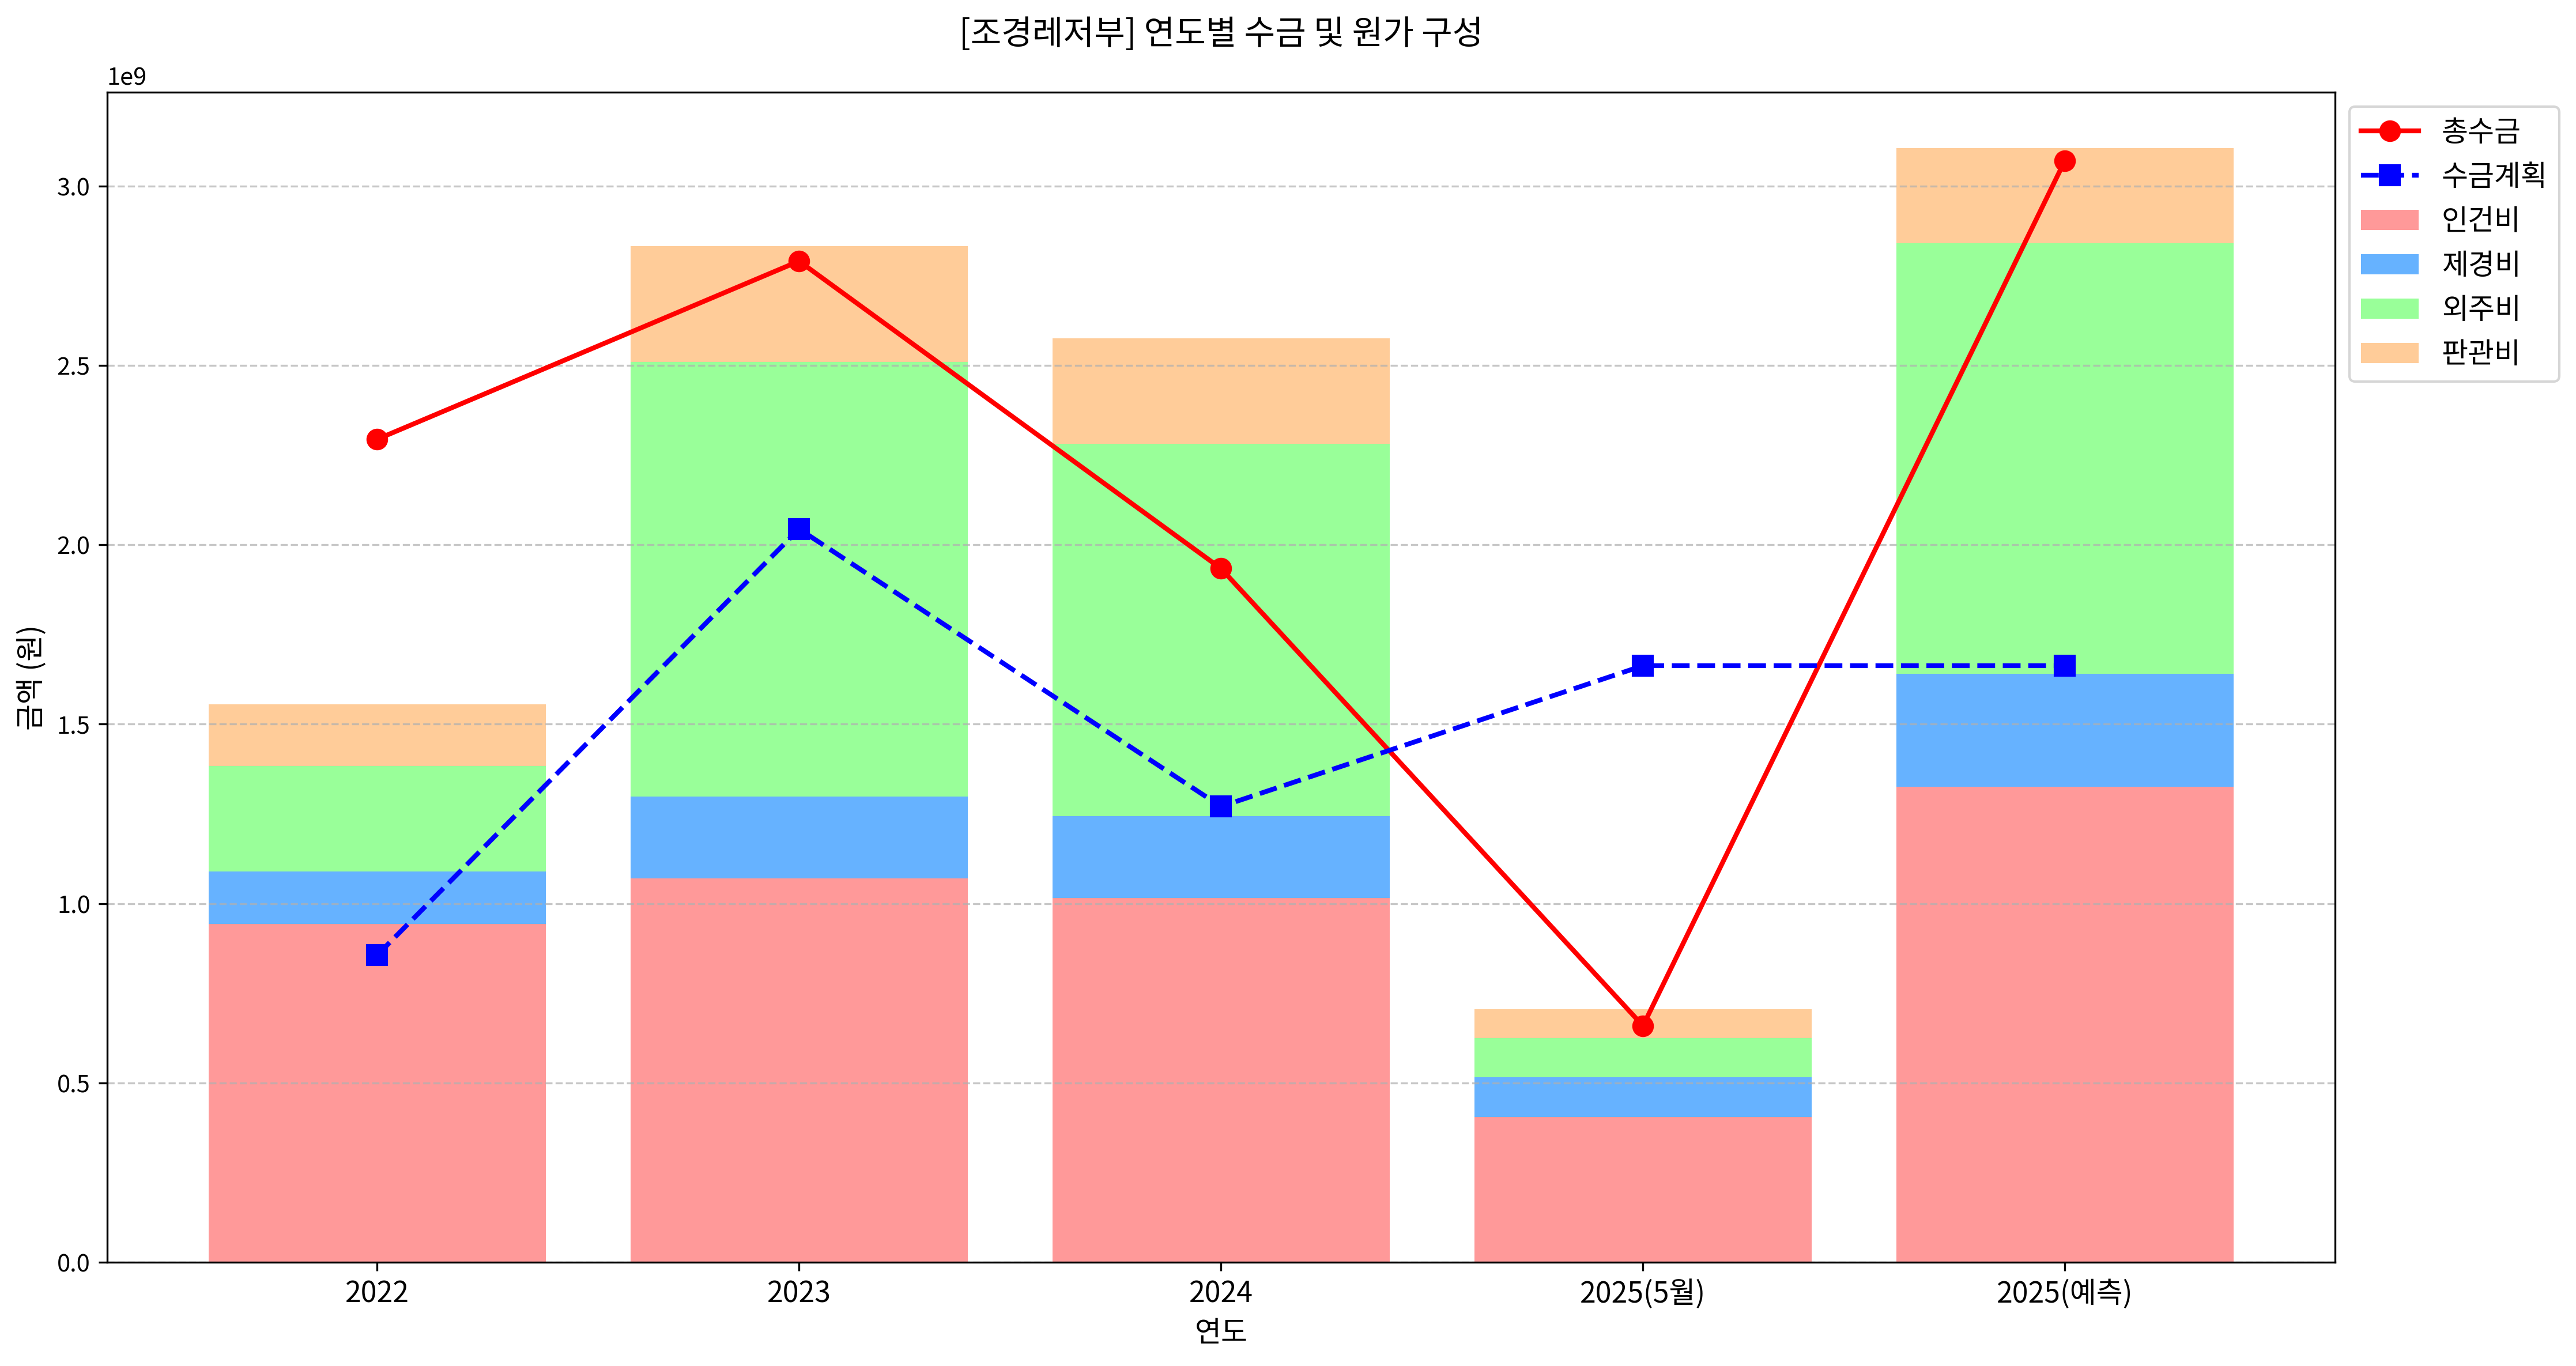 [조경레저부] 연도별 수금 및 원가 구성
1e9
3.0
2.5
2.0
1.5
1.0
0.5
0.0
금액 (원)
2022
2023
2024
2025(5월)
2025(예측)
연도
총수금
수금계획
인건비
제경비
외주비
판관비